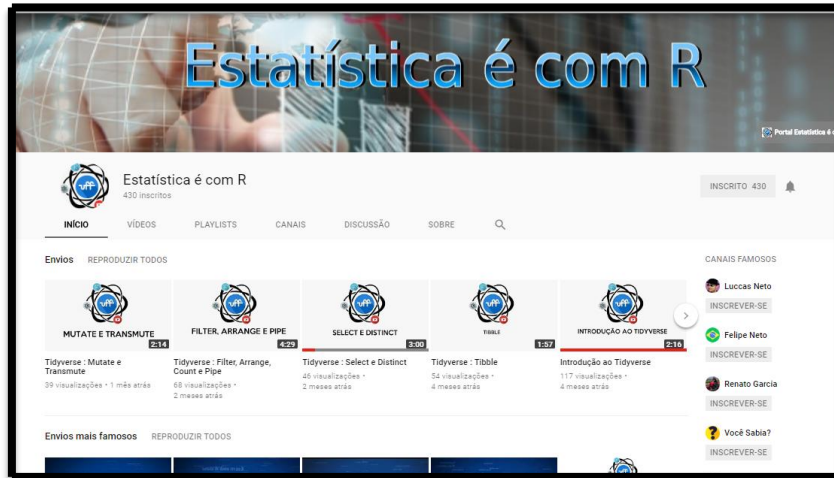 Estatística é com R
Portal Estatística é
Estatística é com R
430 inscritos
INSCRITO 430
INÍCIO VÍDEOS PLAYLISTS CANAIS DISCUSSÃO SOBRE
Envios REPRODUZIR TODOS
uff
MUTATE E TRANSMUTE
2:14
Tidyverse : Mutate e
Transmute
39 visualizações • 1 mês atrás
uff
FILTER, ARRANGE E PIPE
4:29
Tidyverse : Filter, Arrange,
Count e Pipe
68 visualizações •
2 meses atrás
uff
SELECT E DISTINCT
3:00
Tidyverse : Select e Distinct
46 visualizações •
2 meses atrás
uff
TIBBLE
1:57
Tidyverse : Tibble
54 visualizações •
4 meses atrás
uff
INTRODUÇÃO AO TIDYVERSE
2:16
Introdução ao Tidyverse
117 visualizações •
4 meses atrás
CANAIS FAMOSOS
Luccas Neto
INSCREVER-SE
Felipe Neto
INSCREVER-SE
Renato Garcia
INSCREVER-SE
Você Sabia?
INSCREVER-SE
Envios mais famosos REPRODUZIR TODOS